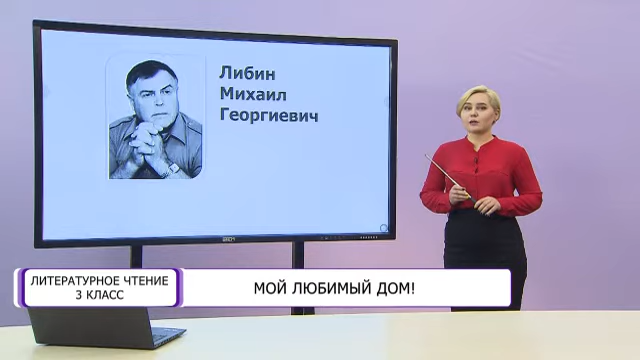 Либин
Михаил
Георгиевич
ЛИТЕРАТУРНОЕ ЧТЕНИЕ
3 КЛАСС
МОЙ ЛЮБИМЫЙ ДОМ!